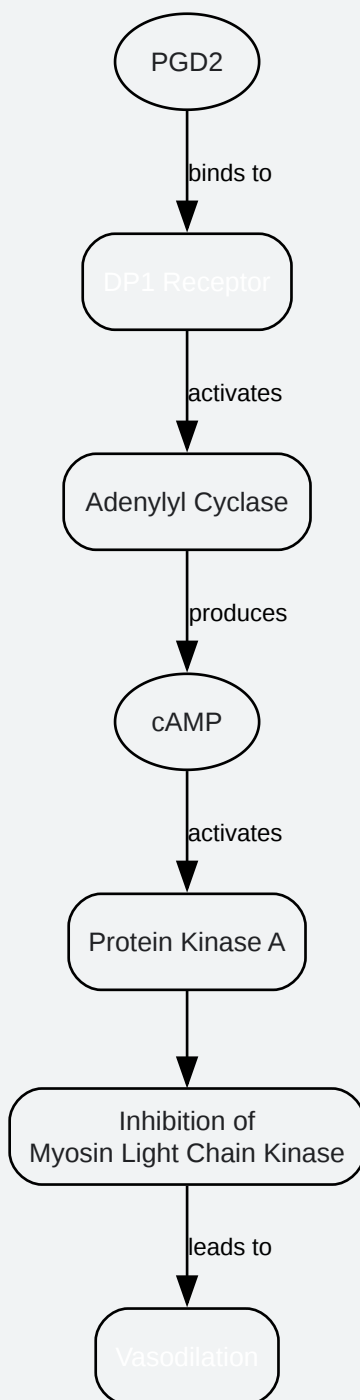 PGD2
binds to
DP1 Receptor
activates
Adenylyl Cyclase
produces
cAMP
activates
Protein Kinase A
Inhibition of
Myosin Light Chain Kinase
leads to
Vasodilation